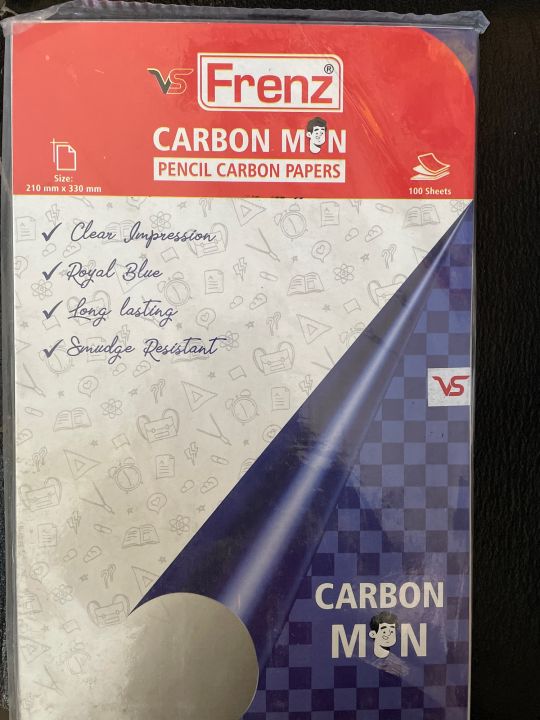 VS Frenz®
CARBON MAN
PENCIL CARBON PAPERS
Size:
210 mm x 330 mm
100 Sheets
✓ Clear Impression
✓ Royal Blue
✓ Long lasting
✓ Smudge Resistant
VS
CARBON
MAN